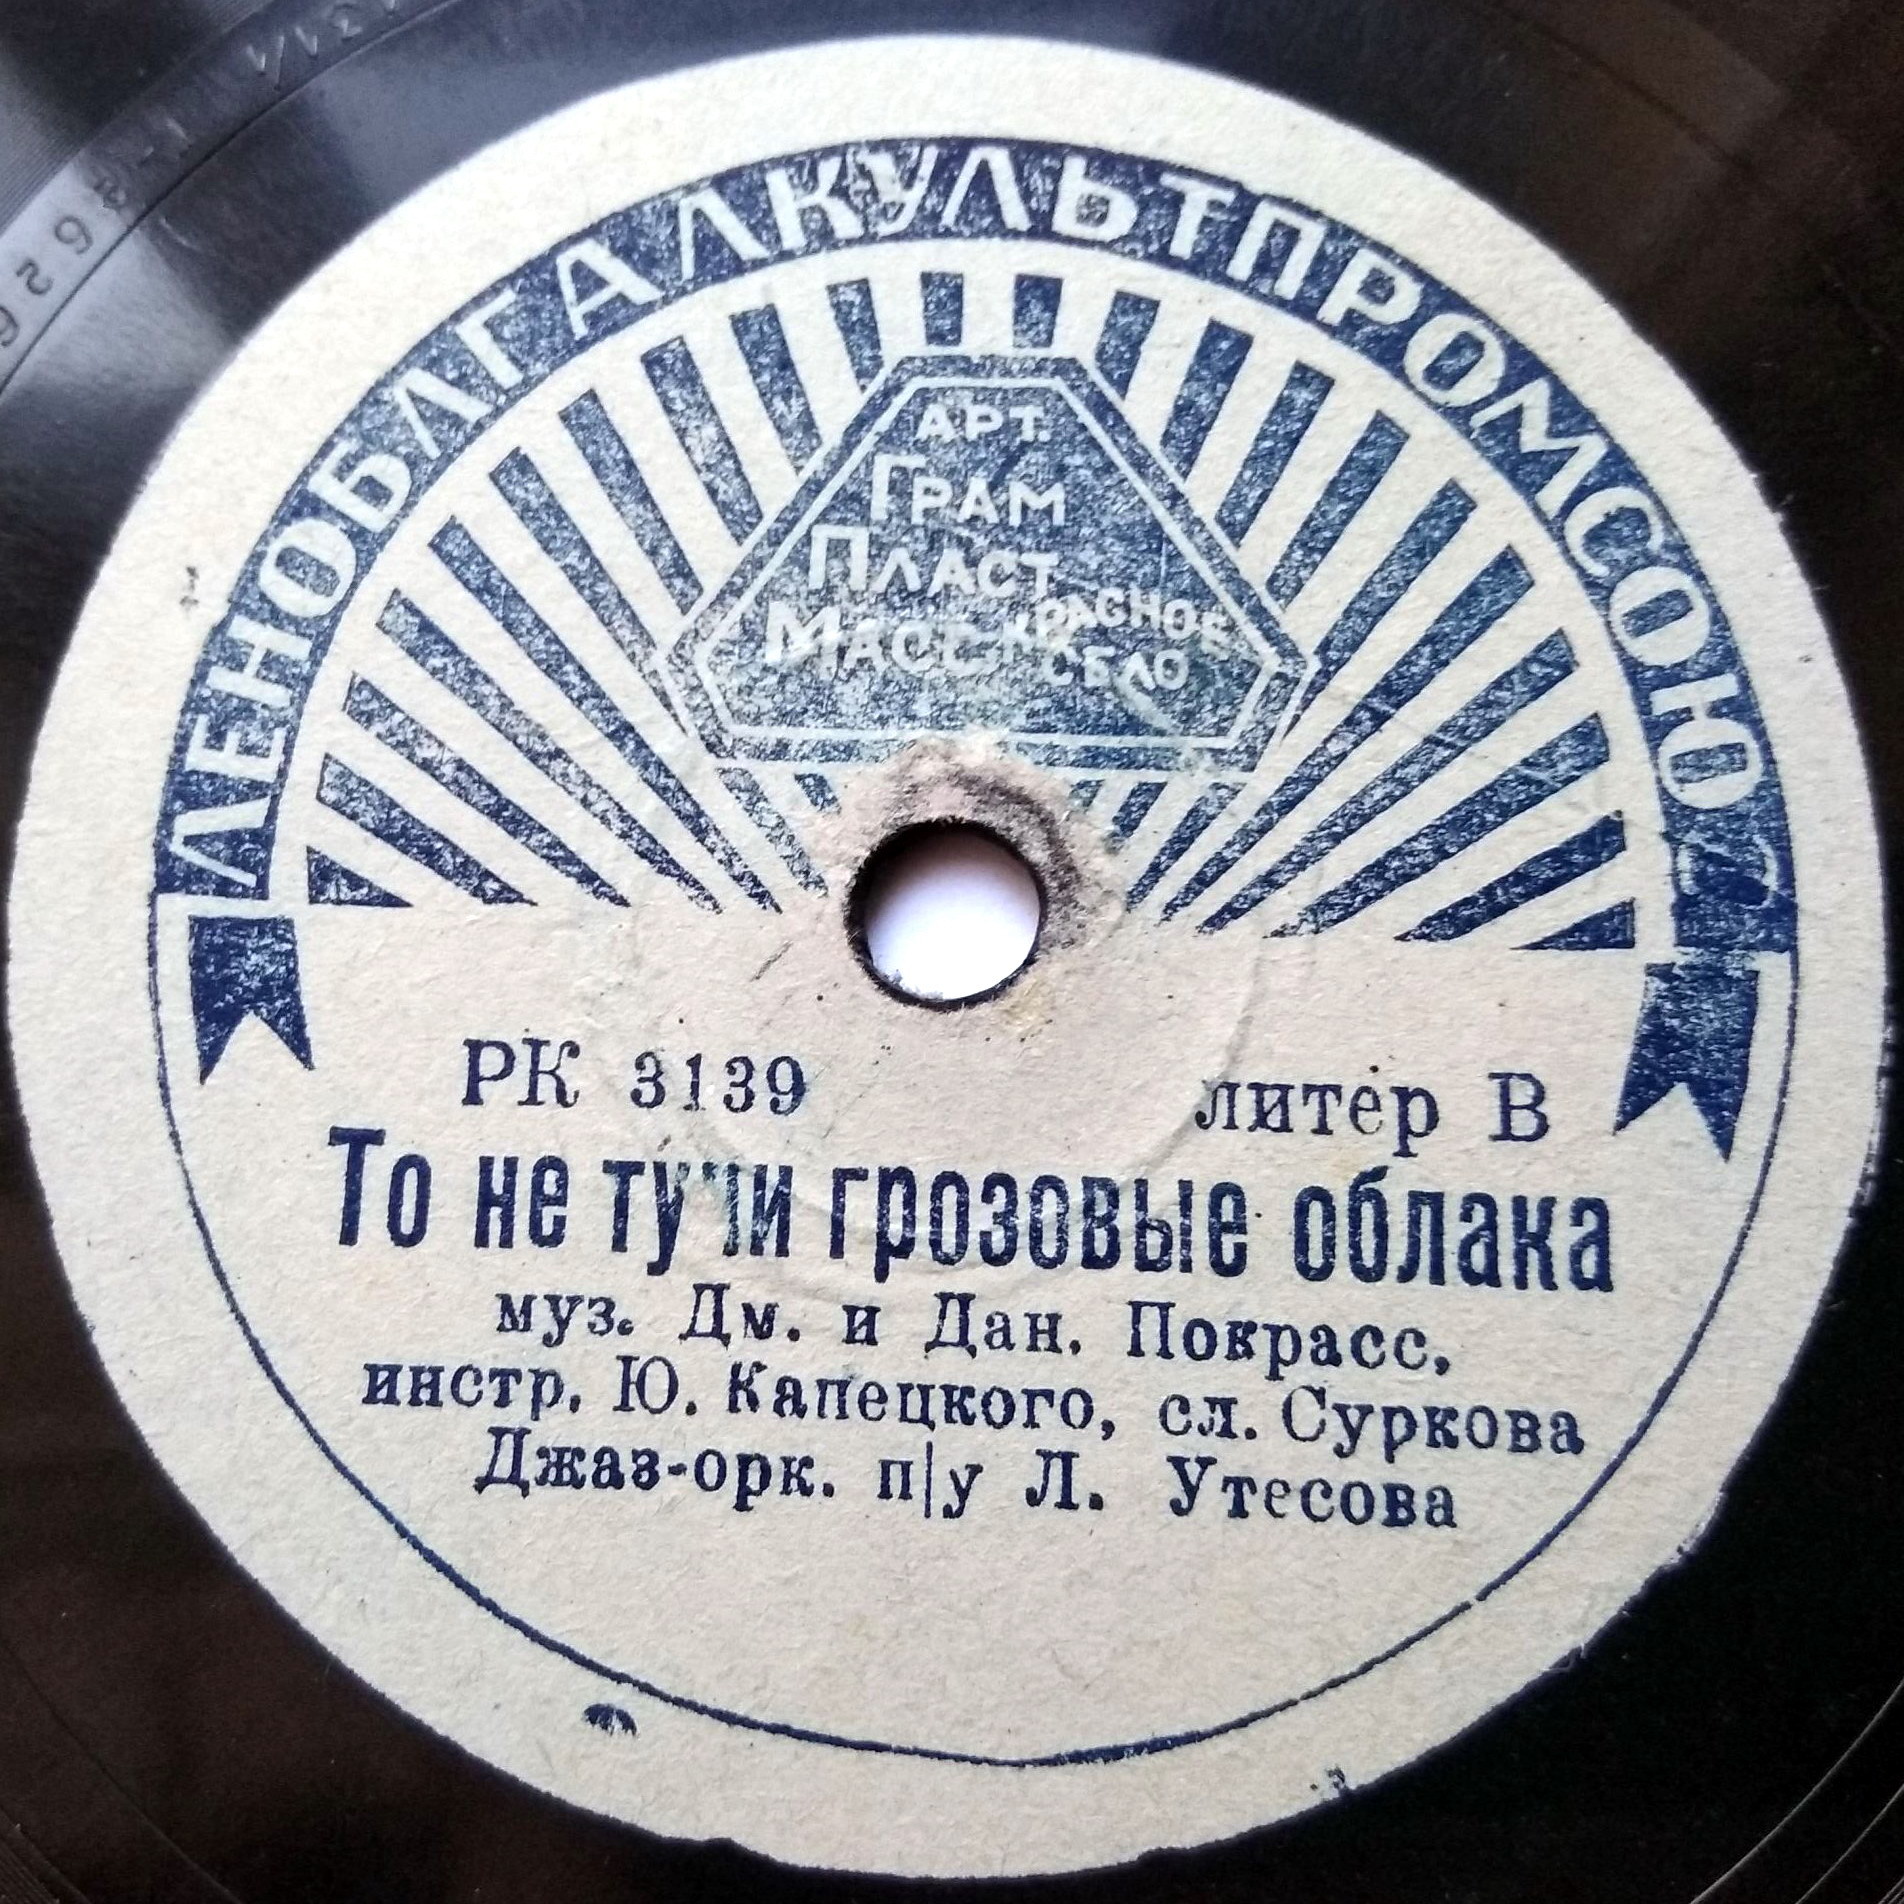 ЛЕНОБЛГАЛКУЛЬТПРОМСОЮЗ
АРТ.
ГРАМ
ПЛАСТ
МАСС КРАСНОЕ
СЕЛО
РК 3139 литер В
То не тучи грозовые облака
муз. Дм. и Дан. Покрасс,
инстр. Ю. Капецкого, сл. Суркова
Джаз-орк. п/у Л. Утесова